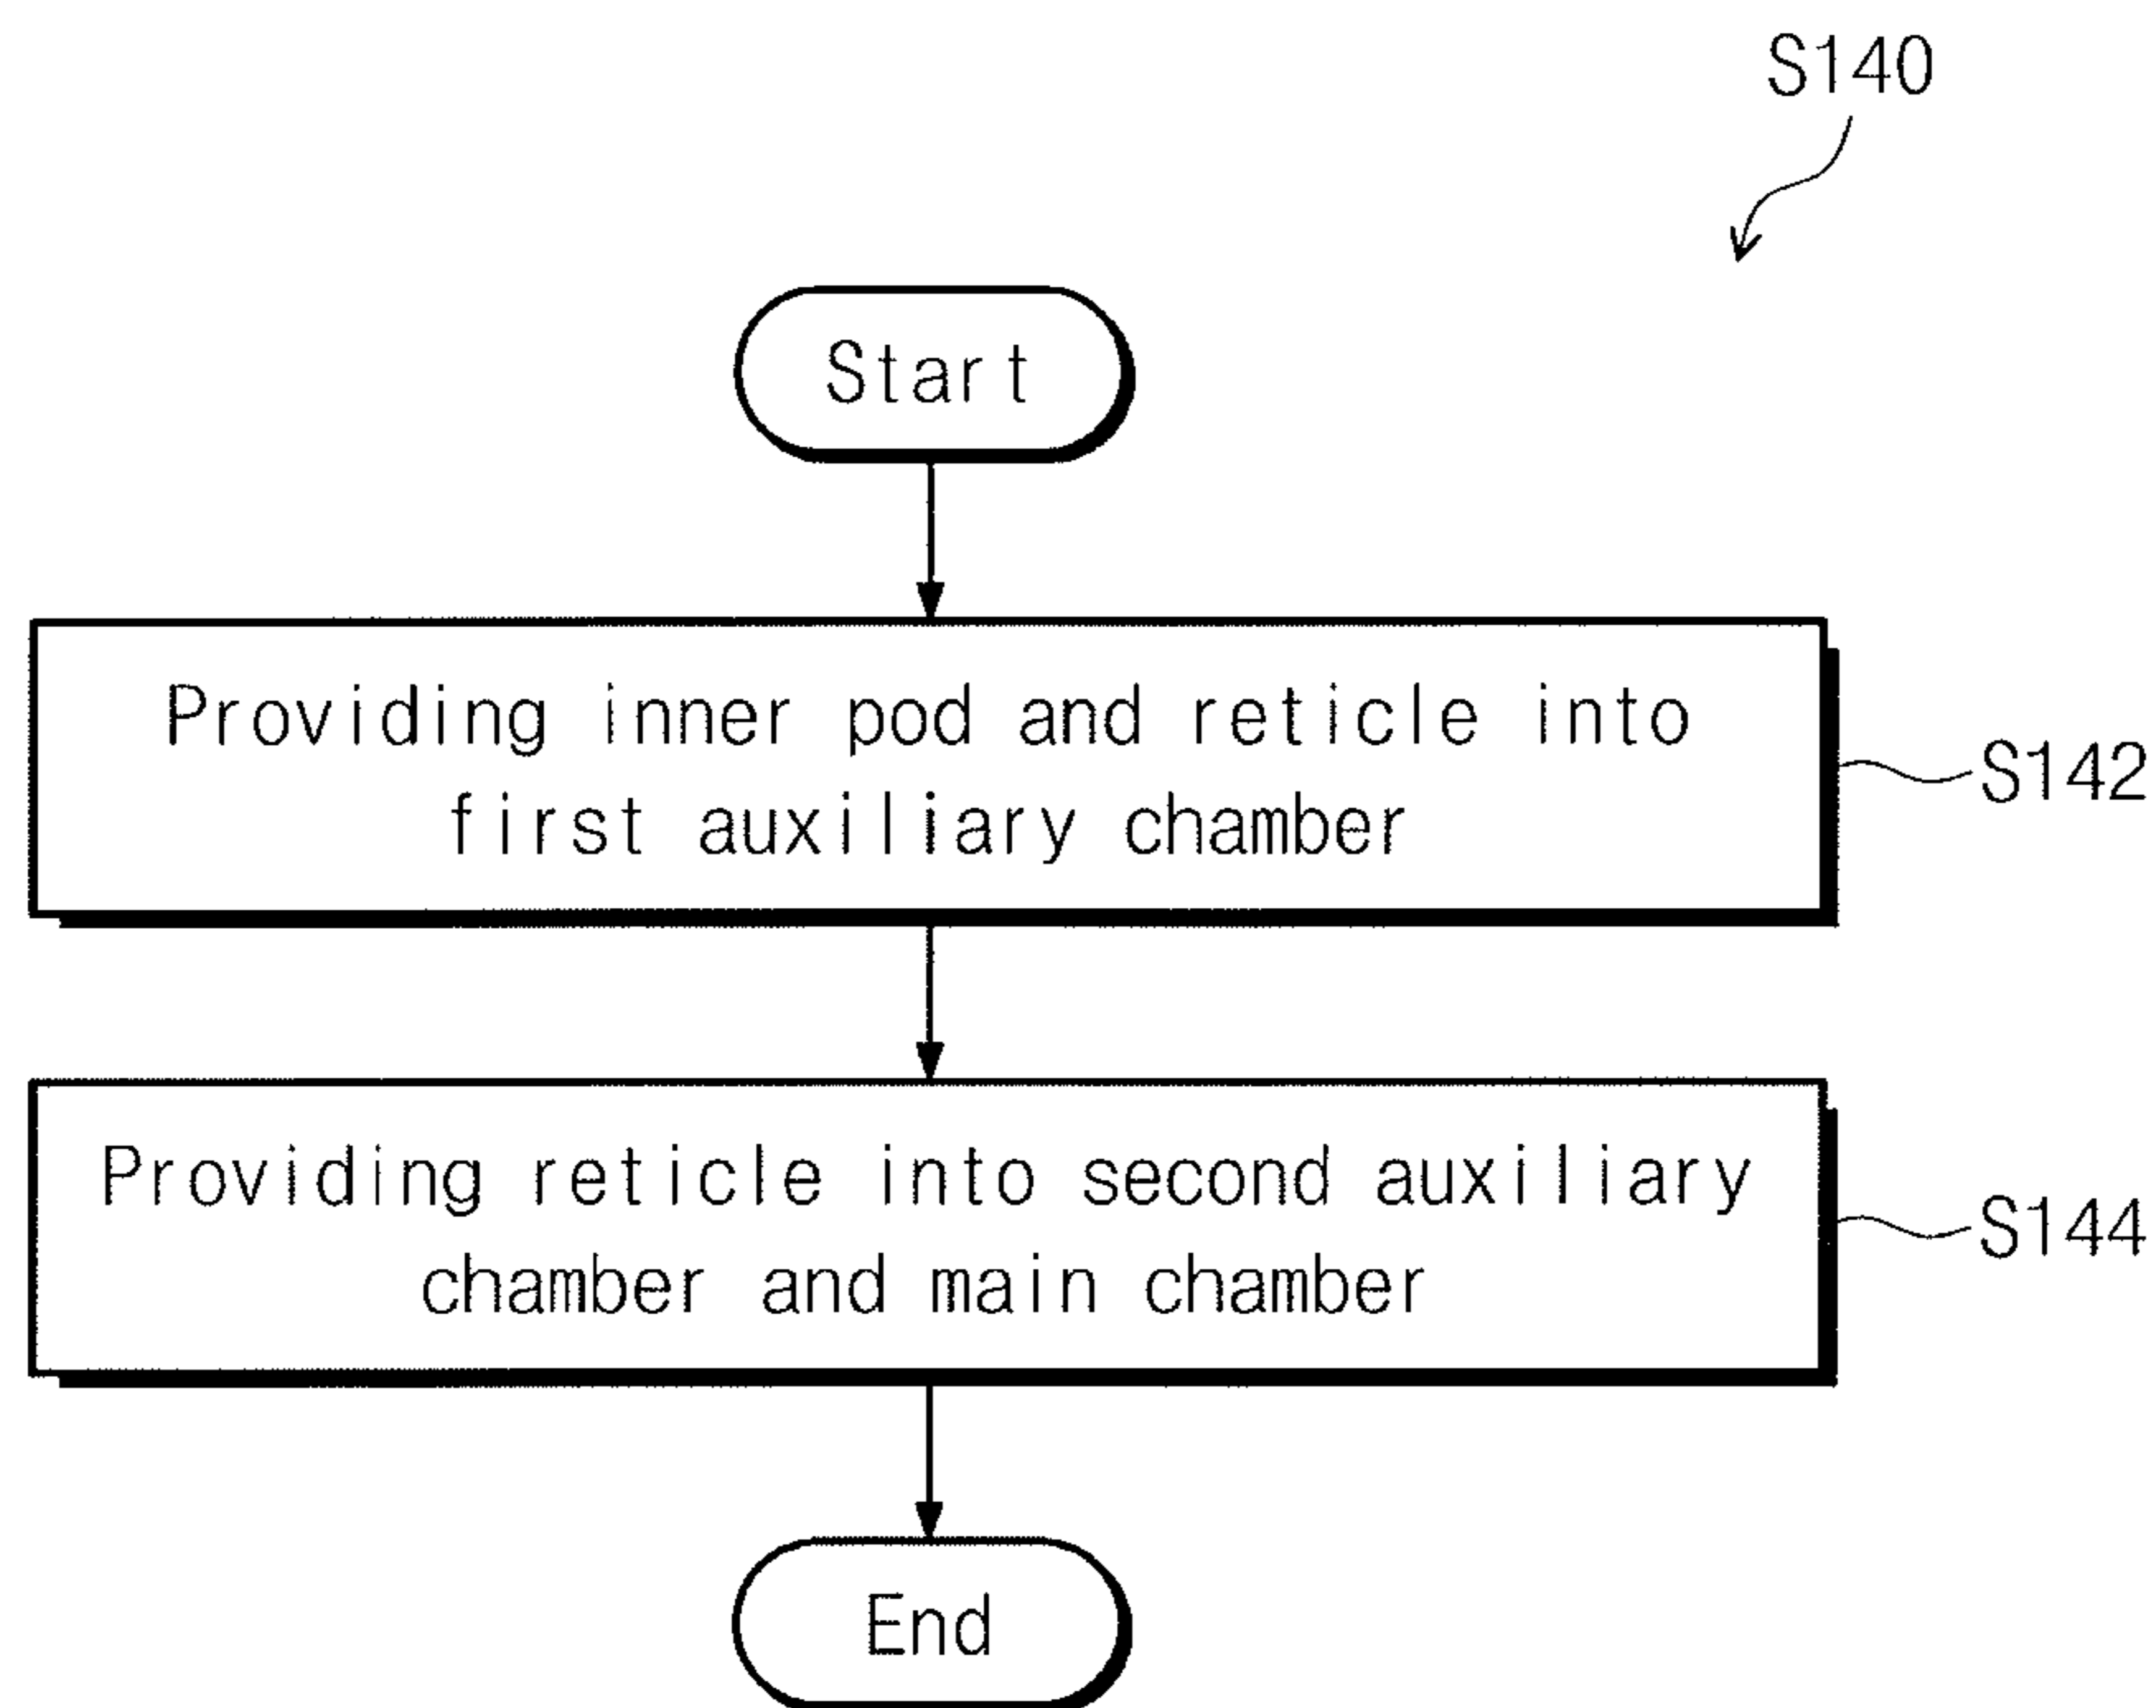 S140
Start
Providing inner pod and reticle into
first auxiliary chamber
S142
Providing reticle into second auxiliary
chamber and main chamber
S144
End